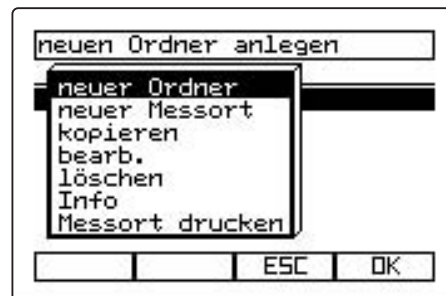 neuen Ordner anlegen
neuer Ordner
neuer Messort
kopieren
bearb.
löschen
Info
Messort drucken
ESC OK